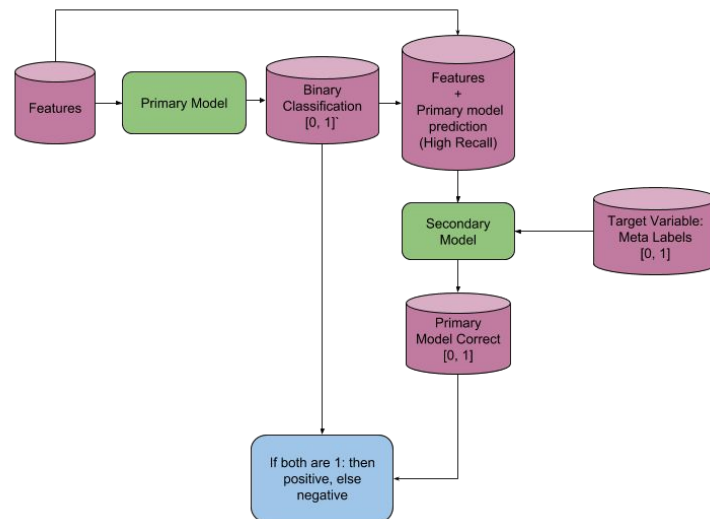 Features
Primary Model
Binary
Classification
[0, 1]`
Features
+
Primary model
prediction
(High Recall)
Secondary
Model
Target Variable:
Meta Labels
[0, 1]
Primary
Model Correct
[0, 1]
If both are 1: then
positive, else
negative